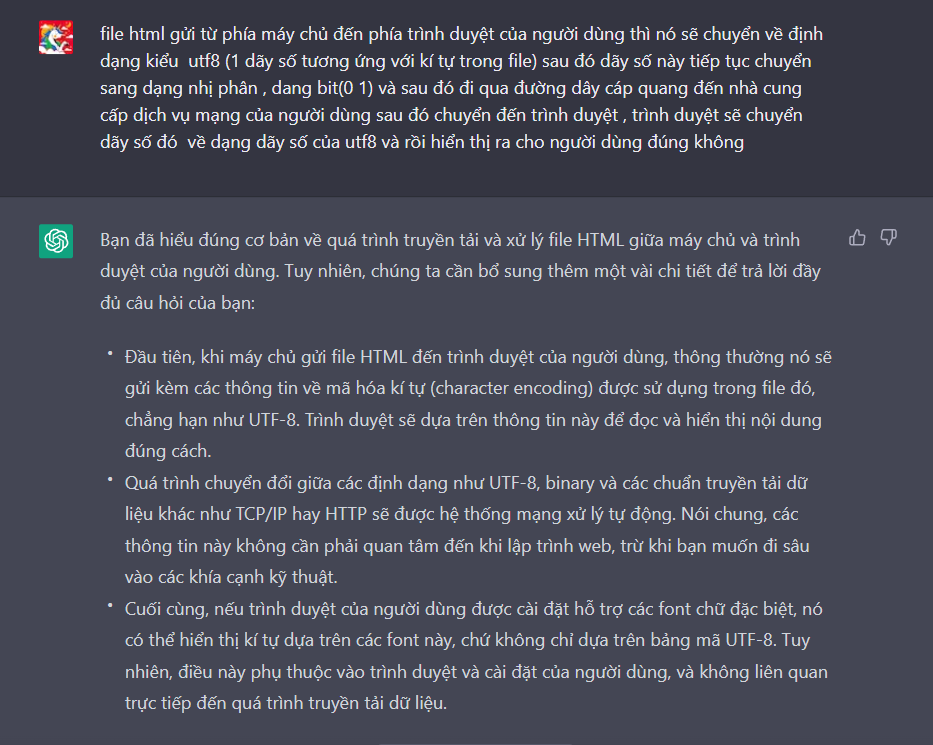 file html gửi từ phía máy chủ đến phía trình duyệt của người dùng thì nó sẽ chuyển về định
dạng kiểu utf8 (1 dãy số tương ứng với kí tự trong file) sau đó dãy số này tiếp tục chuyển
sang dạng nhị phân , dang bit(0 1) và sau đó đi qua đường dây cáp quang đến nhà cung
cấp dịch vụ mạng của người dùng sau đó chuyển đến trình duyệt , trình duyệt sẽ chuyển
dãy số đó về dạng dãy số của utf8 và rồi hiển thị ra cho người dùng đúng không
Bạn đã hiểu đúng cơ bản về quá trình truyền tải và xử lý file HTML giữa máy chủ và trình
duyệt của người dùng. Tuy nhiên, chúng ta cần bổ sung thêm một vài chi tiết để trả lời đầy
đủ câu hỏi của bạn:
• Đầu tiên, khi máy chủ gửi file HTML đến trình duyệt của người dùng, thông thường nó sẽ
gửi kèm các thông tin về mã hóa kí tự (character encoding) được sử dụng trong file đó,
chẳng hạn như UTF-8. Trình duyệt sẽ dựa trên thông tin này để đọc và hiển thị nội dung
đúng cách.
• Quá trình chuyển đổi giữa các định dạng như UTF-8, binary và các chuẩn truyền tải dữ
liệu khác như TCP/IP hay HTTP sẽ được hệ thống mạng xử lý tự động. Nói chung, các
thông tin này không cần phải quan tâm đến khi lập trình web, trừ khi bạn muốn đi sâu
vào các khía cạnh kỹ thuật.
• Cuối cùng, nếu trình duyệt của người dùng được cài đặt hỗ trợ các font chữ đặc biệt, nó
có thể hiển thị kí tự dựa trên các font này, chứ không chỉ dựa trên bảng mã UTF-8. Tuy
nhiên, điều này phụ thuộc vào trình duyệt và cài đặt của người dùng, và không liên quan
trực tiếp đến quá trình truyền tải dữ liệu.